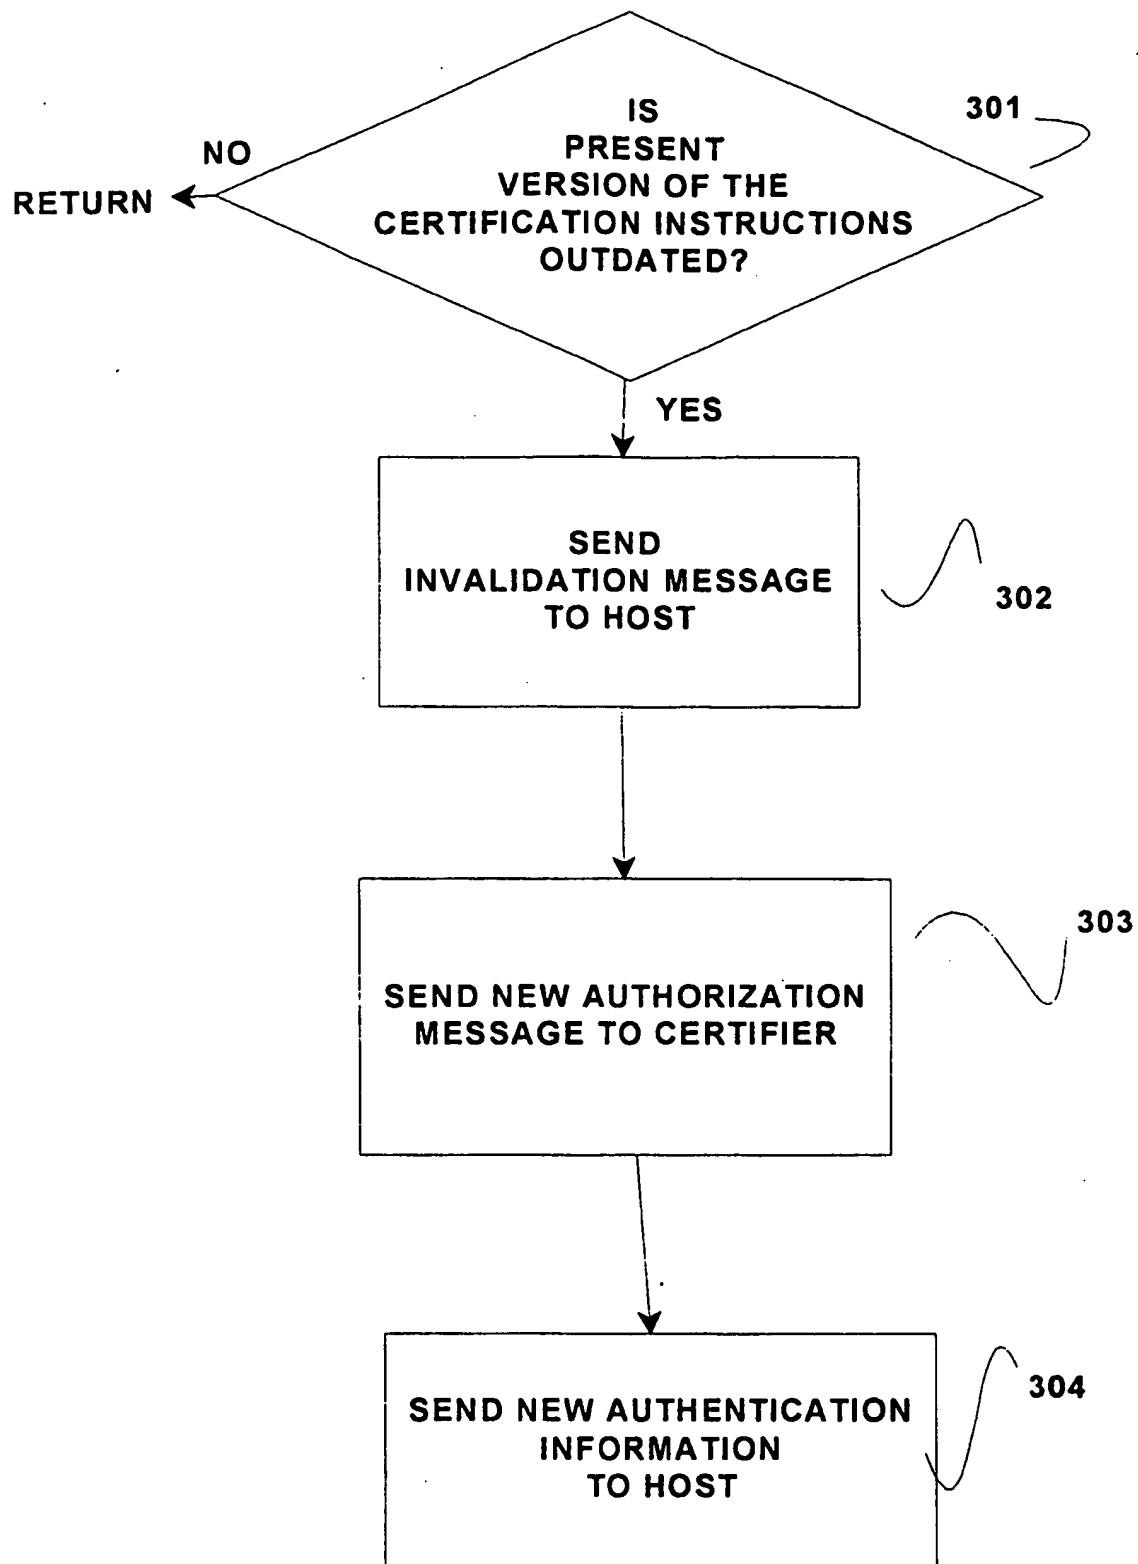 301
IS
PRESENT
VERSION OF THE
CERTIFICATION INSTRUCTIONS
OUTDATED?
NO
RETURN
YES
SEND
INVALIDATION MESSAGE
TO HOST
302
303
SEND NEW AUTHORIZATION
MESSAGE TO CERTIFIER
304
SEND NEW AUTHENTICATION
INFORMATION
TO HOST